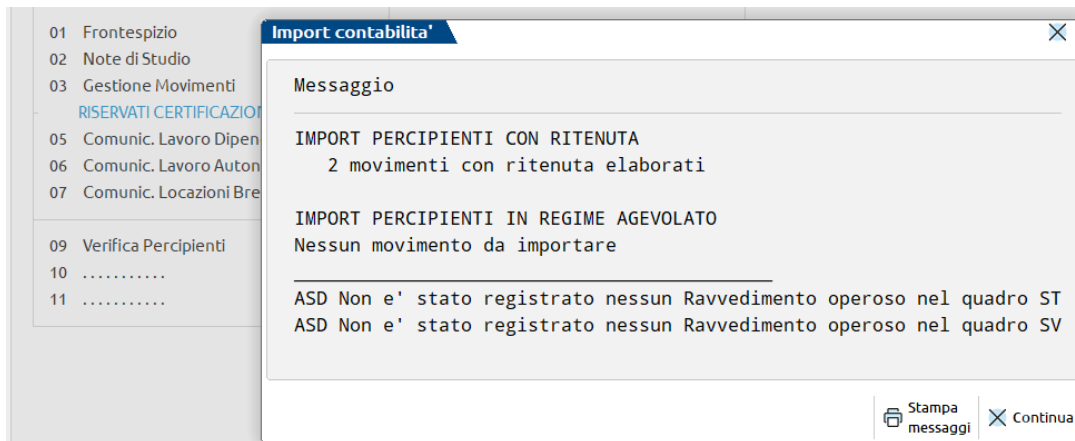 01 Frontespizio
02 Note di Studio
03 Gestione Movimenti
RISERVATI CERTIFICAZION
05 Comunic. Lavoro Dipen
06 Comunic. Lavoro Auton
07 Comunic. Locazioni Bre
09 Verifica Percipienti
10 ...........
11 ...........
Import contabilita'
Messaggio
IMPORT PERCIPIENTI CON RITENUTA
2 movimenti con ritenuta elaborati
IMPORT PERCIPIENTI IN REGIME AGEVOLATO
Nessun movimento da importare
ASD Non e' stato registrato nessun Ravvedimento operoso nel quadro ST
ASD Non e' stato registrato nessun Ravvedimento operoso nel quadro SV
Stampa
messaggi
Continua